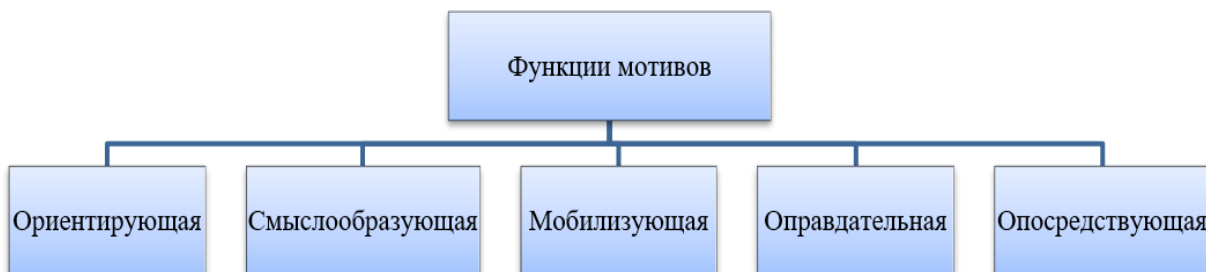 Функции мотивов
Ориентирующая
Смыслообразующая
Мобилизующая
Оправдательная
Опосредствующая